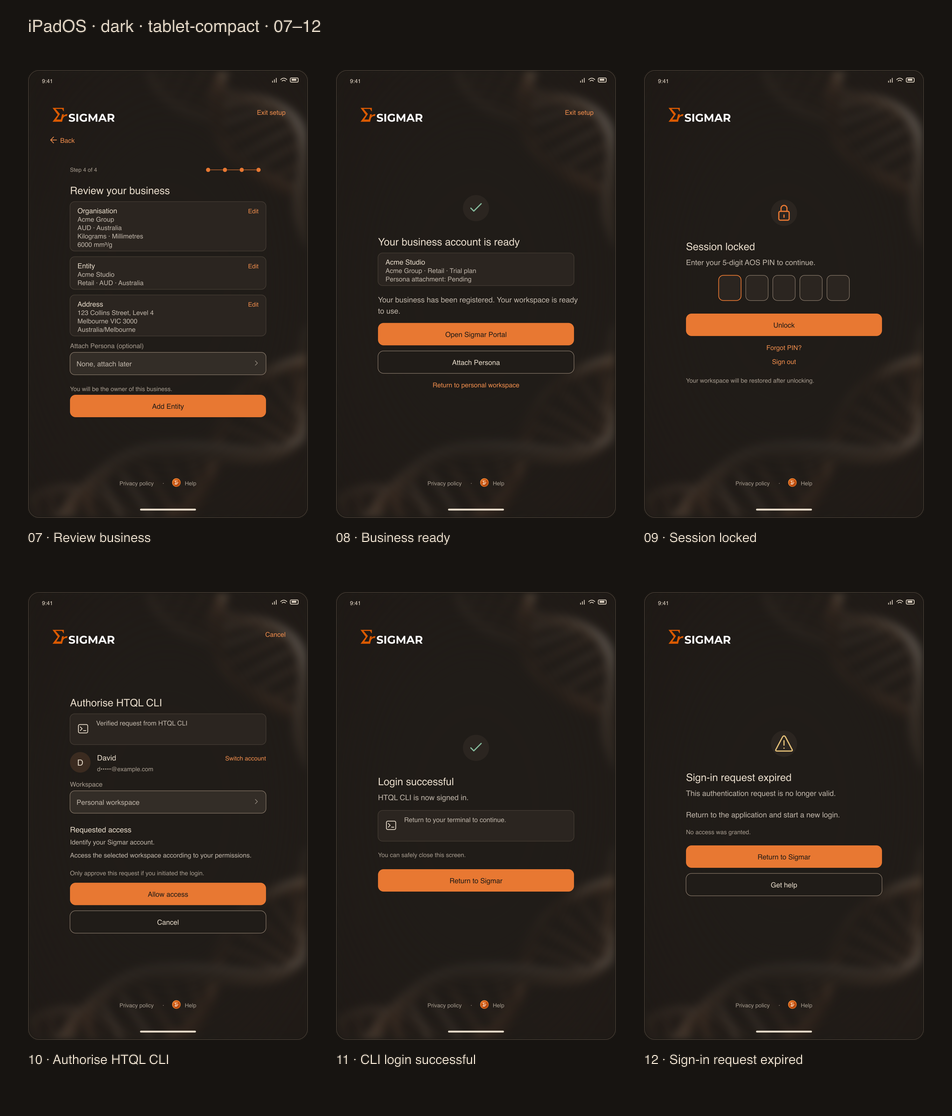 iPadOS · dark · tablet-compact · 07–12
9:41
SIGMAR
Exit setup
Back
Step 4 of 4
Review your business
Organisation
Edit
Acme Group
AUD · Australia
Kilograms · Millimetres
6000 mm³/g
Entity
Edit
Acme Studio
Retail · AUD · Australia
Address
Edit
123 Collins Street, Level 4
Melbourne VIC 3000
Australia/Melbourne
Attach Persona (optional)
None, attach later
You will be the owner of this business.
Add Entity
Privacy policy · Help
07 · Review business
9:41
SIGMAR
Exit setup
Your business account is ready
Acme Studio
Acme Group · Retail · Trial plan
Persona attachment: Pending
Your business has been registered. Your workspace is ready
to use.
Open Sigmar Portal
Attach Persona
Return to personal workspace
Privacy policy · Help
08 · Business ready
9:41
SIGMAR
Session locked
Enter your 5-digit AOS PIN to continue.
Unlock
Forgot PIN?
Sign out
Your workspace will be restored after unlocking.
Privacy policy · Help
09 · Session locked
9:41
SIGMAR
Cancel
Authorise HTQL CLI
Verified request from HTQL CLI
D
David
Switch account
d•••••@example.com
Workspace
Personal workspace
Requested access
Identify your Sigmar account.
Access the selected workspace according to your permissions.
Only approve this request if you initiated the login.
Allow access
Cancel
Privacy policy · Help
10 · Authorise HTQL CLI
9:41
SIGMAR
Login successful
HTQL CLI is now signed in.
Return to your terminal to continue.
You can safely close this screen.
Return to Sigmar
Privacy policy · Help
11 · CLI login successful
9:41
SIGMAR
Sign-in request expired
This authentication request is no longer valid.
Return to the application and start a new login.
No access was granted.
Return to Sigmar
Get help
Privacy policy · Help
12 · Sign-in request expired